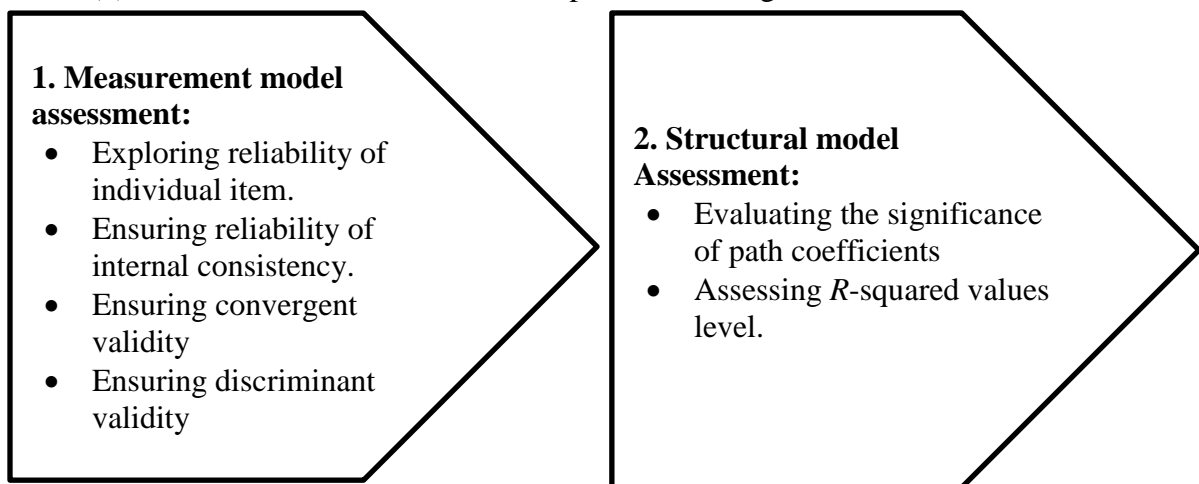 1. Measurement model
assessment:
• Exploring reliability of
individual item.
• Ensuring reliability of
internal consistency.
• Ensuring convergent
validity
• Ensuring discriminant
validity
2. Structural model
Assessment:
• Evaluating the significance
of path coefficients
• Assessing R-squared values
level.